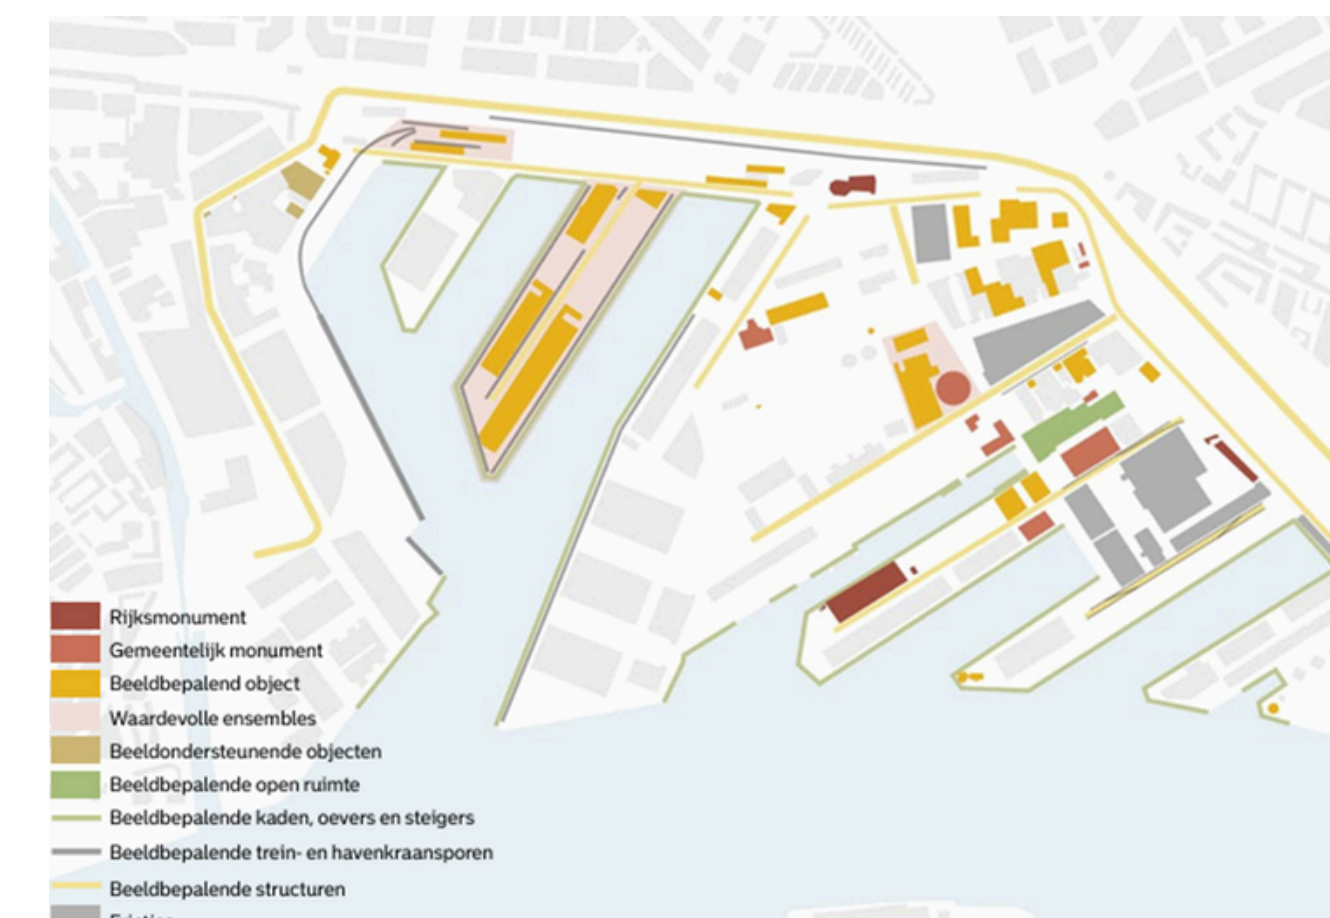 Rijksmonument
Gemeentelijk monument
Beeldbepalend object
Waardevolle ensembles
Beeldondersteunende objecten
Beeldbepalende open ruimte
Beeldbepalende kaden, oevers en steigers
Beeldbepalende trein- en havenkraansporen
Beeldbepalende structuren